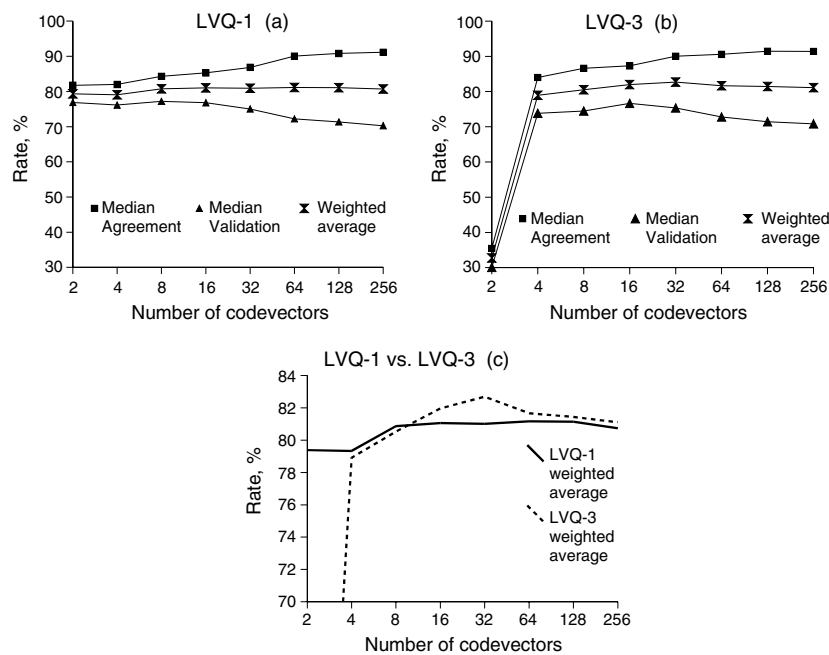 LVQ-1 (a)
100
90
80
70
60
50
40
30
Rate, %
Median Agreement
Median Validation
Weighted average
2 4 8 16 32 64 128 256
Number of codevectors
LVQ-3 (b)
100
90
80
70
60
50
40
30
Rate, %
Median Agreement
Median Validation
Weighted average
2 4 8 16 32 64 128 256
Number of codevectors
LVQ-1 vs. LVQ-3 (c)
84
82
80
78
76
74
72
70
Rate, %
LVQ-1
weighted
average
LVQ-3
weighted
average
2 4 8 16 32 64 128 256
Number of codevectors